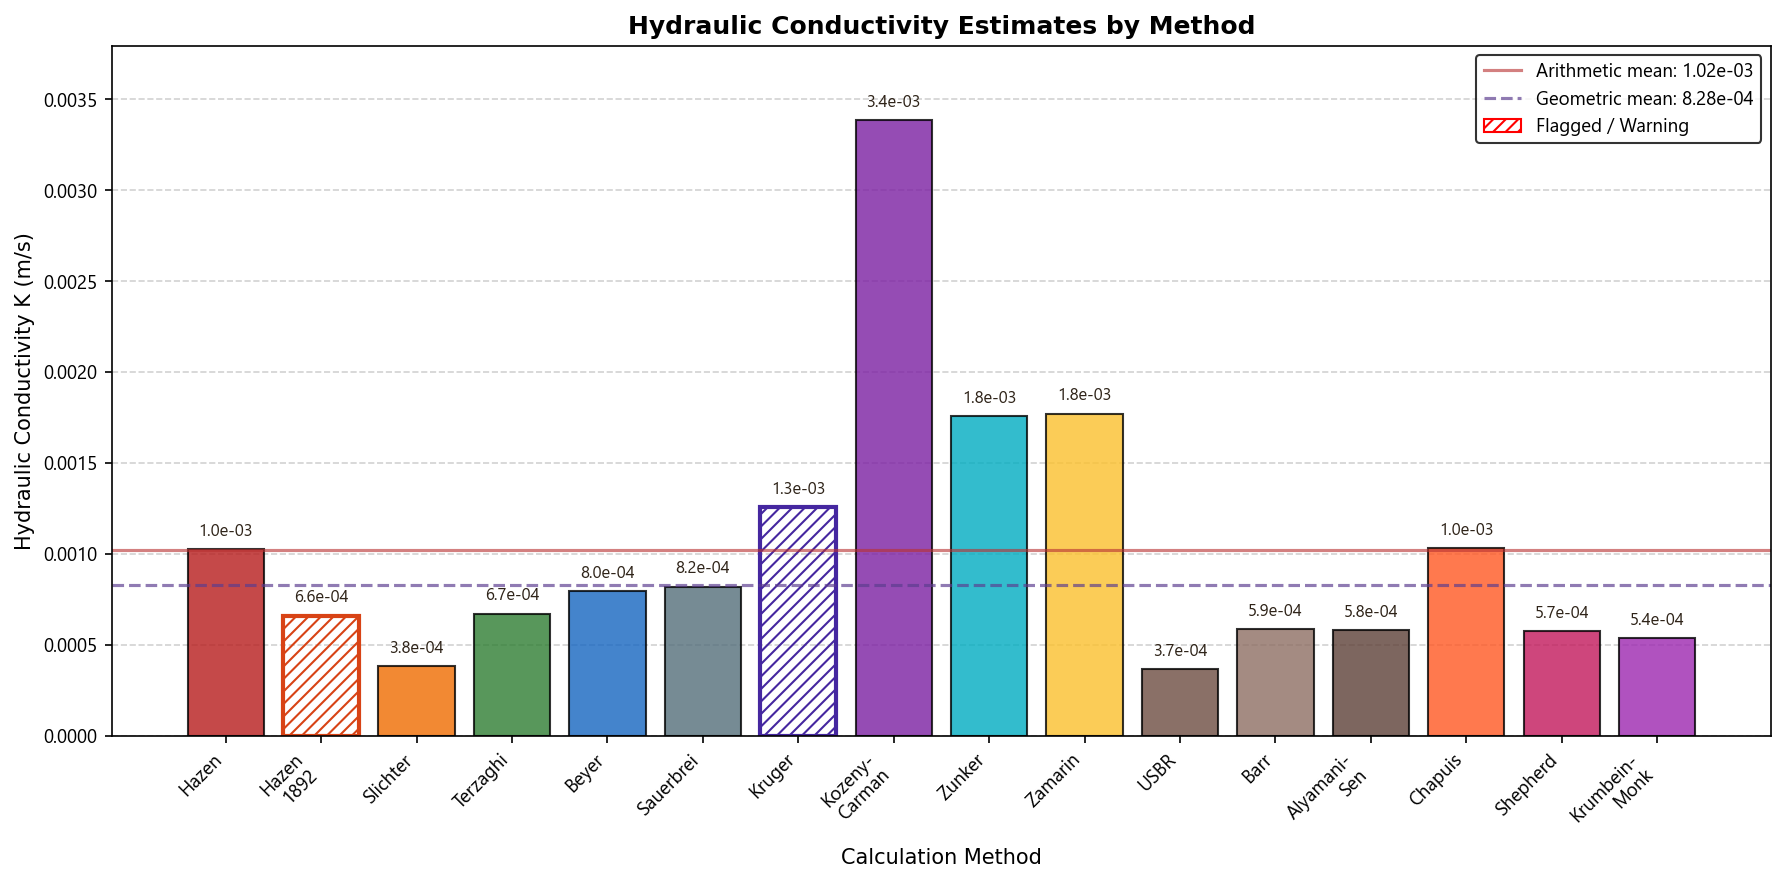 Hydraulic Conductivity Estimates by Method
Arithmetic mean: 1.02e-03
Geometric mean: 8.28e-04
Flagged / Warning
Hydraulic Conductivity K (m/s)
0.0035
0.0030
0.0025
0.0020
0.0015
0.0010
0.0005
0.0000
1.0e-03
6.6e-04
3.8e-04
6.7e-04
8.0e-04
8.2e-04
1.3e-03
3.4e-03
1.8e-03
1.8e-03
3.7e-04
5.9e-04
5.8e-04
1.0e-03
5.7e-04
5.4e-04
Hazen
Hazen
1892
Slichter
Terzaghi
Beyer
Sauerbrei
Kruger
Kozeny-
Carman
Zunker
Zamarin
USBR
Barr
Alyamani-
Sen
Chapuis
Shepherd
Krumbein-
Monk
Calculation Method